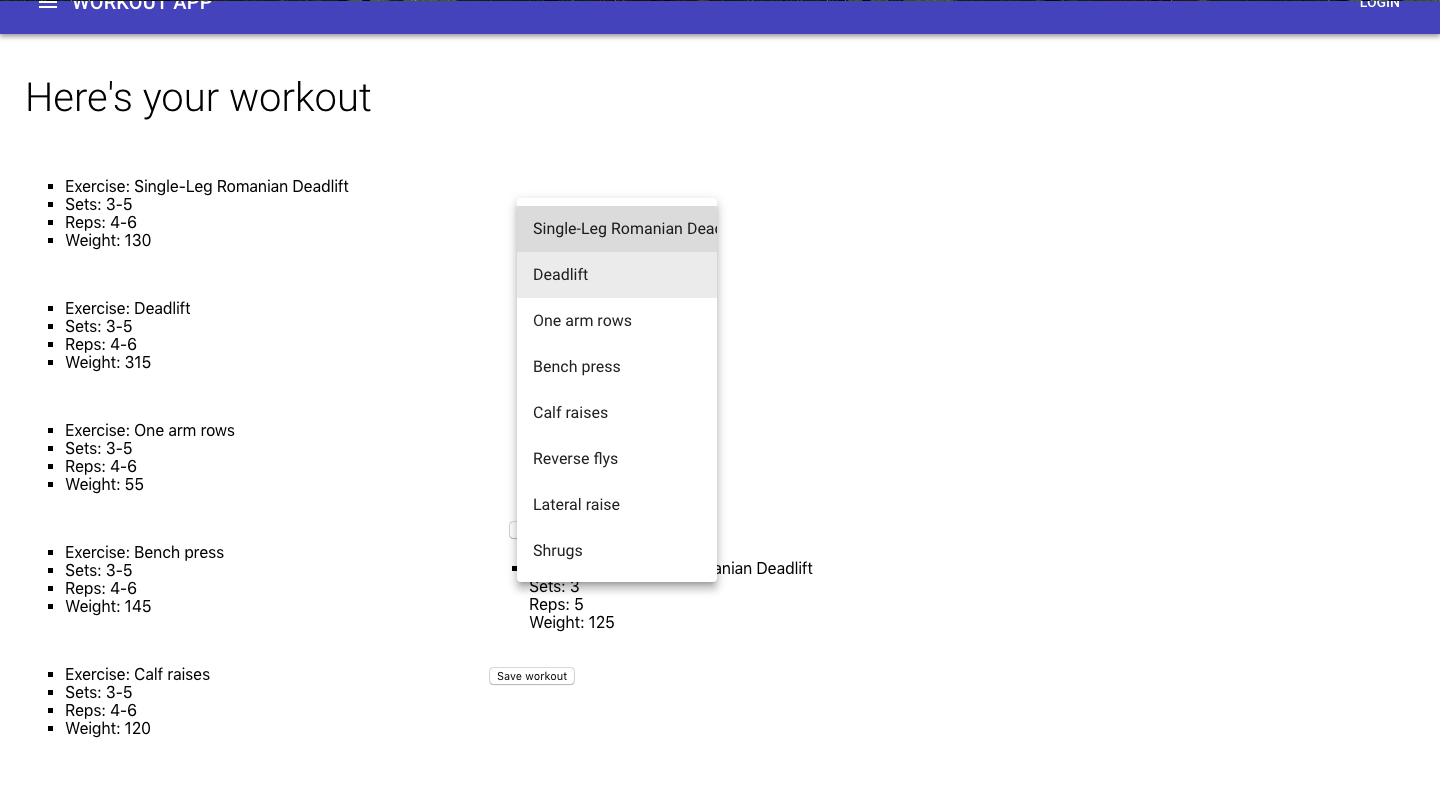 WORKOUT APP
LOGIN
Here's your workout
Exercise: Single-Leg Romanian Deadlift
Sets: 3-5
Reps: 4-6
Weight: 130
Exercise: Deadlift
Sets: 3-5
Reps: 4-6
Weight: 315
Exercise: One arm rows
Sets: 3-5
Reps: 4-6
Weight: 55
Exercise: Bench press
Sets: 3-5
Reps: 4-6
Weight: 145
Exercise: Calf raises
Sets: 3-5
Reps: 4-6
Weight: 120
Single-Leg Romanian
Deadlift
One arm rows
Bench press
Calf raises
Reverse flys
Lateral raise
Shrugs
Deadlift
Sets: 3
Reps: 5
Weight: 125
Save workout